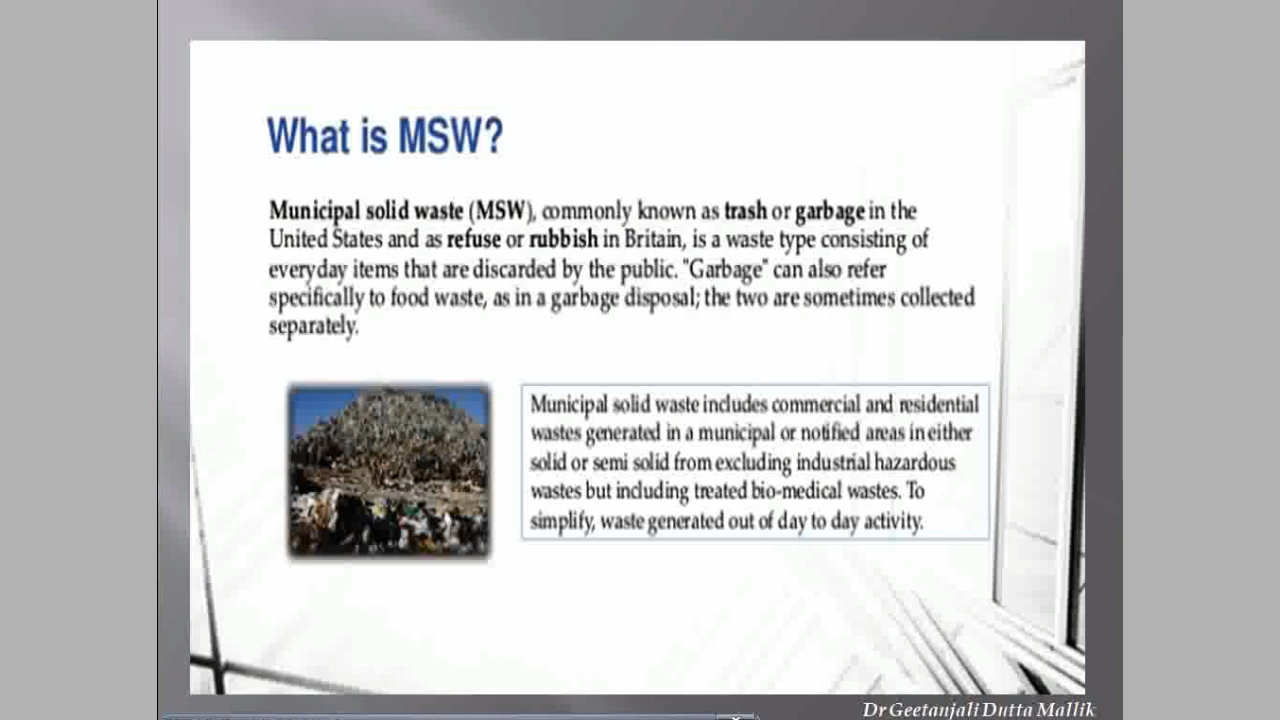 What is MSW?
Municipal solid waste (MSW), commonly known as trash or garbage in the
United States and as refuse or rubbish in Britain, is a waste type consisting of
everyday items that are discarded by the public. "Garbage" can also refer
specifically to food waste, as in a garbage disposal; the two are sometimes collected
separately.
Municipal solid waste includes commercial and residential
wastes generated in a municipal or notified areas in either
solid or semi solid from excluding industrial hazardous
wastes but including treated bio-medical wastes. To
simplify, waste generated out of day to day activity.
Dr Geetanjali Dutta Mallik